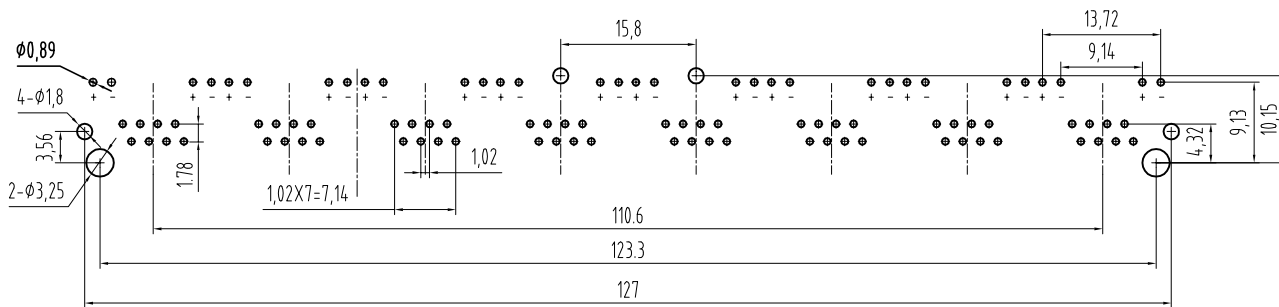 15,8
13,72
9,14
ϕ0,89
4-ϕ1,8
3,56
2-ϕ3,25
1.78
1,02X7=7,14
1,02
4,32
9,13
10,15
+ - + - + - + - + - + - + - + - + - + - + - + - + - + - + - + -
110.6
123.3
127